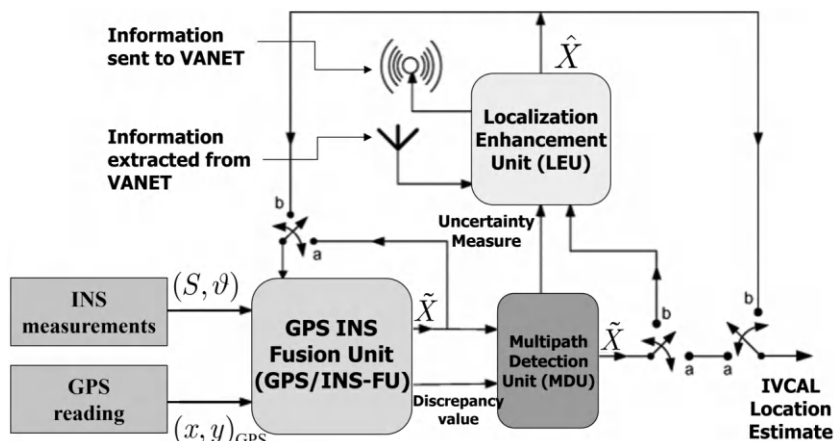 Information
sent to VANET
X̂
Localization
Enhancement
Unit (LEU)
Information
extracted from
VANET
b
a
Uncertainty
Measure
INS
measurements
(S, ϑ)
GPS INS
Fusion Unit
(GPS/INS-FU)
X̃
Multipath
Detection
Unit (MDU)
X̃
b
a
b
a
GPS
reading
(x, y)GPS
Discrepancy
value
IVCAL
Location
Estimate